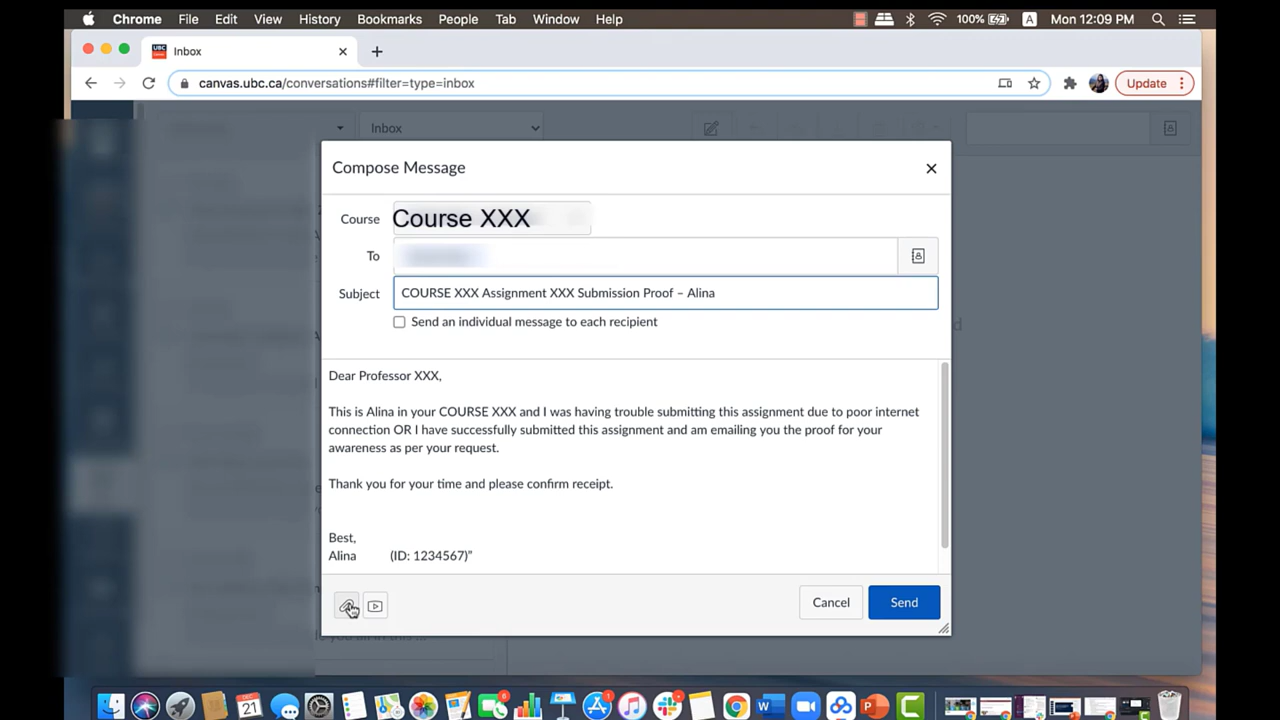 Chrome File Edit View History Bookmarks People Tab Window Help 100% A Mon 12:09 PM
UBC Inbox
canvas.ubc.ca/conversations#filter=type=inbox Update
Inbox
Compose Message
Course Course XXX
To
Subject COURSE XXX Assignment XXX Submission Proof – Alina
Send an individual message to each recipient
Dear Professor XXX,
This is Alina in your COURSE XXX and I was having trouble submitting this assignment due to poor internet
connection OR I have successfully submitted this assignment and am emailing you the proof for your
awareness as per your request.
Thank you for your time and please confirm receipt.
Best,
Alina (ID: 1234567)”
Cancel Send
DEC
21
6
1